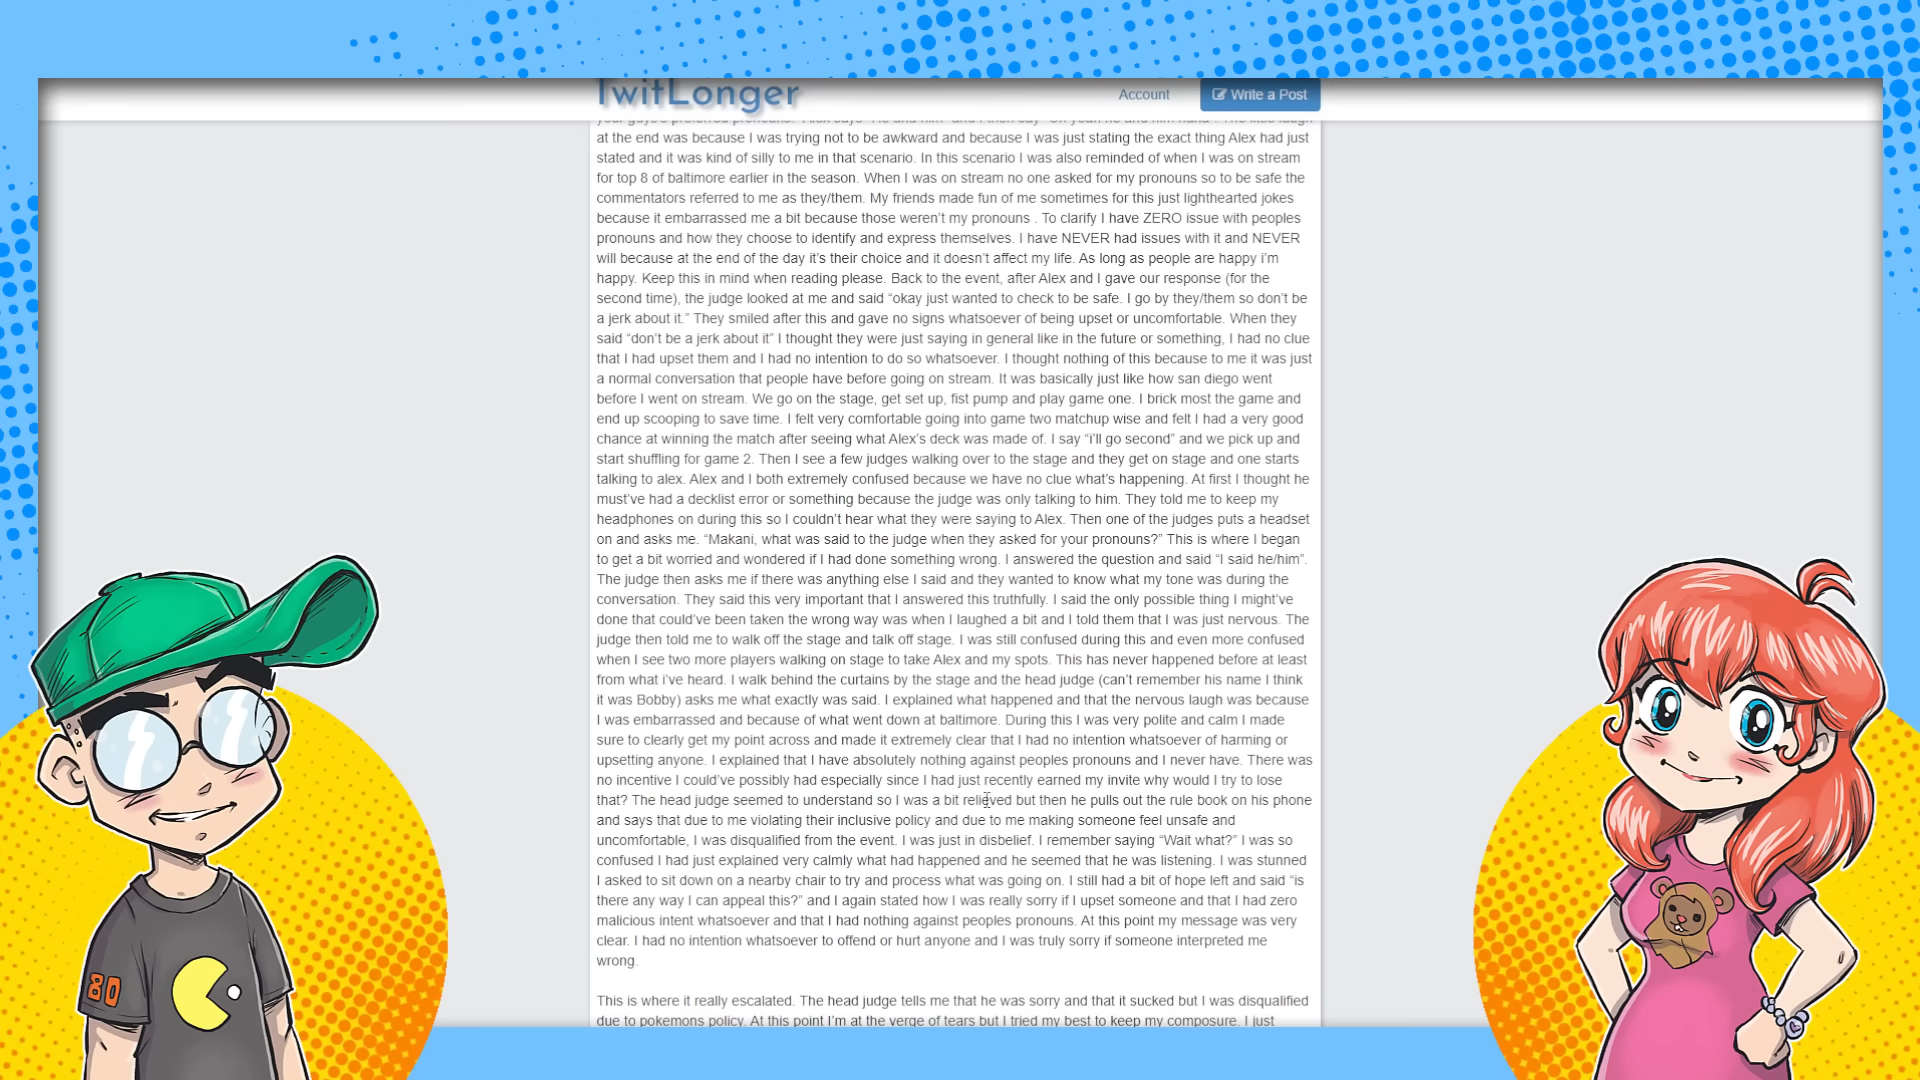 TwitLonger
Account
Write a Post
your guys's preferred pronouns." Alex says "He and him" and I then say "Oh yeah he and him haha". The little laugh
at the end was because I was trying not to be awkward and because I was just stating the exact thing Alex had just
stated and it was kind of silly to me in that scenario. In this scenario I was also reminded of when I was on stream
for top 8 of baltimore earlier in the season. When I was on stream no one asked for my pronouns so to be safe the
commentators referred to me as they/them. My friends made fun of me sometimes for this just lighthearted jokes
because it embarrassed me a bit because those weren't my pronouns . To clarify I have ZERO issue with peoples
pronouns and how they choose to identify and express themselves. I have NEVER had issues with it and NEVER
will because at the end of the day it's their choice and it doesn't affect my life. As long as people are happy i'm
happy. Keep this in mind when reading please. Back to the event, after Alex and I gave our response (for the
second time), the judge looked at me and said “okay just wanted to check to be safe. I go by they/them so don't be
a jerk about it.” They smiled after this and gave no signs whatsoever of being upset or uncomfortable. When they
said “don't be a jerk about it” I thought they were just saying in general like in the future or something, I had no clue
that I had upset them and I had no intention to do so whatsoever. I thought nothing of this because to me it was just
a normal conversation that people have before going on stream. It was basically just like how san diego went
before I went on stream. We go on the stage, get set up, fist pump and play game one. I brick most the game and
end up scooping to save time. I felt very comfortable going into game two matchup wise and felt I had a very good
chance at winning the match after seeing what Alex's deck was made of. I say “i'll go second” and we pick up and
start shuffling for game 2. Then I see a few judges walking over to the stage and they get on stage and one starts
talking to alex. Alex and I both extremely confused because we have no clue what's happening. At first I thought he
must've had a decklist error or something because the judge was only talking to him. They told me to keep my
headphones on during this so I couldn't hear what they were saying to Alex. Then one of the judges puts a headset
on and asks me. “Makani, what was said to the judge when they asked for your pronouns?” This is where I began
to get a bit worried and wondered if I had done something wrong. I answered the question and said “I said he/him”.
The judge then asks me if there was anything else I said and they wanted to know what my tone was during the
conversation. They said this very important that I answered this truthfully. I said the only possible thing I might've
done that could've been taken the wrong way was when I laughed a bit and I told them that I was just nervous. The
judge then told me to walk off the stage and talk off stage. I was still confused during this and even more confused
when I see two more players walking on stage to take Alex and my spots. This has never happened before at least
from what i've heard. I walk behind the curtains by the stage and the head judge (can't remember his name I think
it was Bobby) asks me what exactly was said. I explained what happened and that the nervous laugh was because
I was embarrassed and because of what went down at baltimore. During this I was very polite and calm I made
sure to clearly get my point across and made it extremely clear that I had no intention whatsoever of harming or
upsetting anyone. I explained that I have absolutely nothing against peoples pronouns and I never have. There was
no incentive I could've possibly had especially since I had just recently earned my invite why would I try to lose
that? The head judge seemed to understand so I was a bit relieved but then he pulls out the rule book on his phone
and says that due to me violating their inclusive policy and due to me making someone feel unsafe and
uncomfortable, I was disqualified from the event. I was just in disbelief. I remember saying “Wait what?” I was so
confused I had just explained very calmly what had happened and he seemed that he was listening. I was stunned
I asked to sit down on a nearby chair to try and process what was going on. I still had a bit of hope left and said “is
there any way I can appeal this?” and I again stated how I was really sorry if I upset someone and that I had zero
malicious intent whatsoever and that I had nothing against peoples pronouns. At this point my message was very
clear. I had no intention whatsoever to offend or hurt anyone and I was truly sorry if someone interpreted me
wrong.
This is where it really escalated. The head judge tells me that he was sorry and that it sucked but I was disqualified
due to pokemons policy. At this point I'm at the verge of tears but I tried my best to keep my composure. I just
80